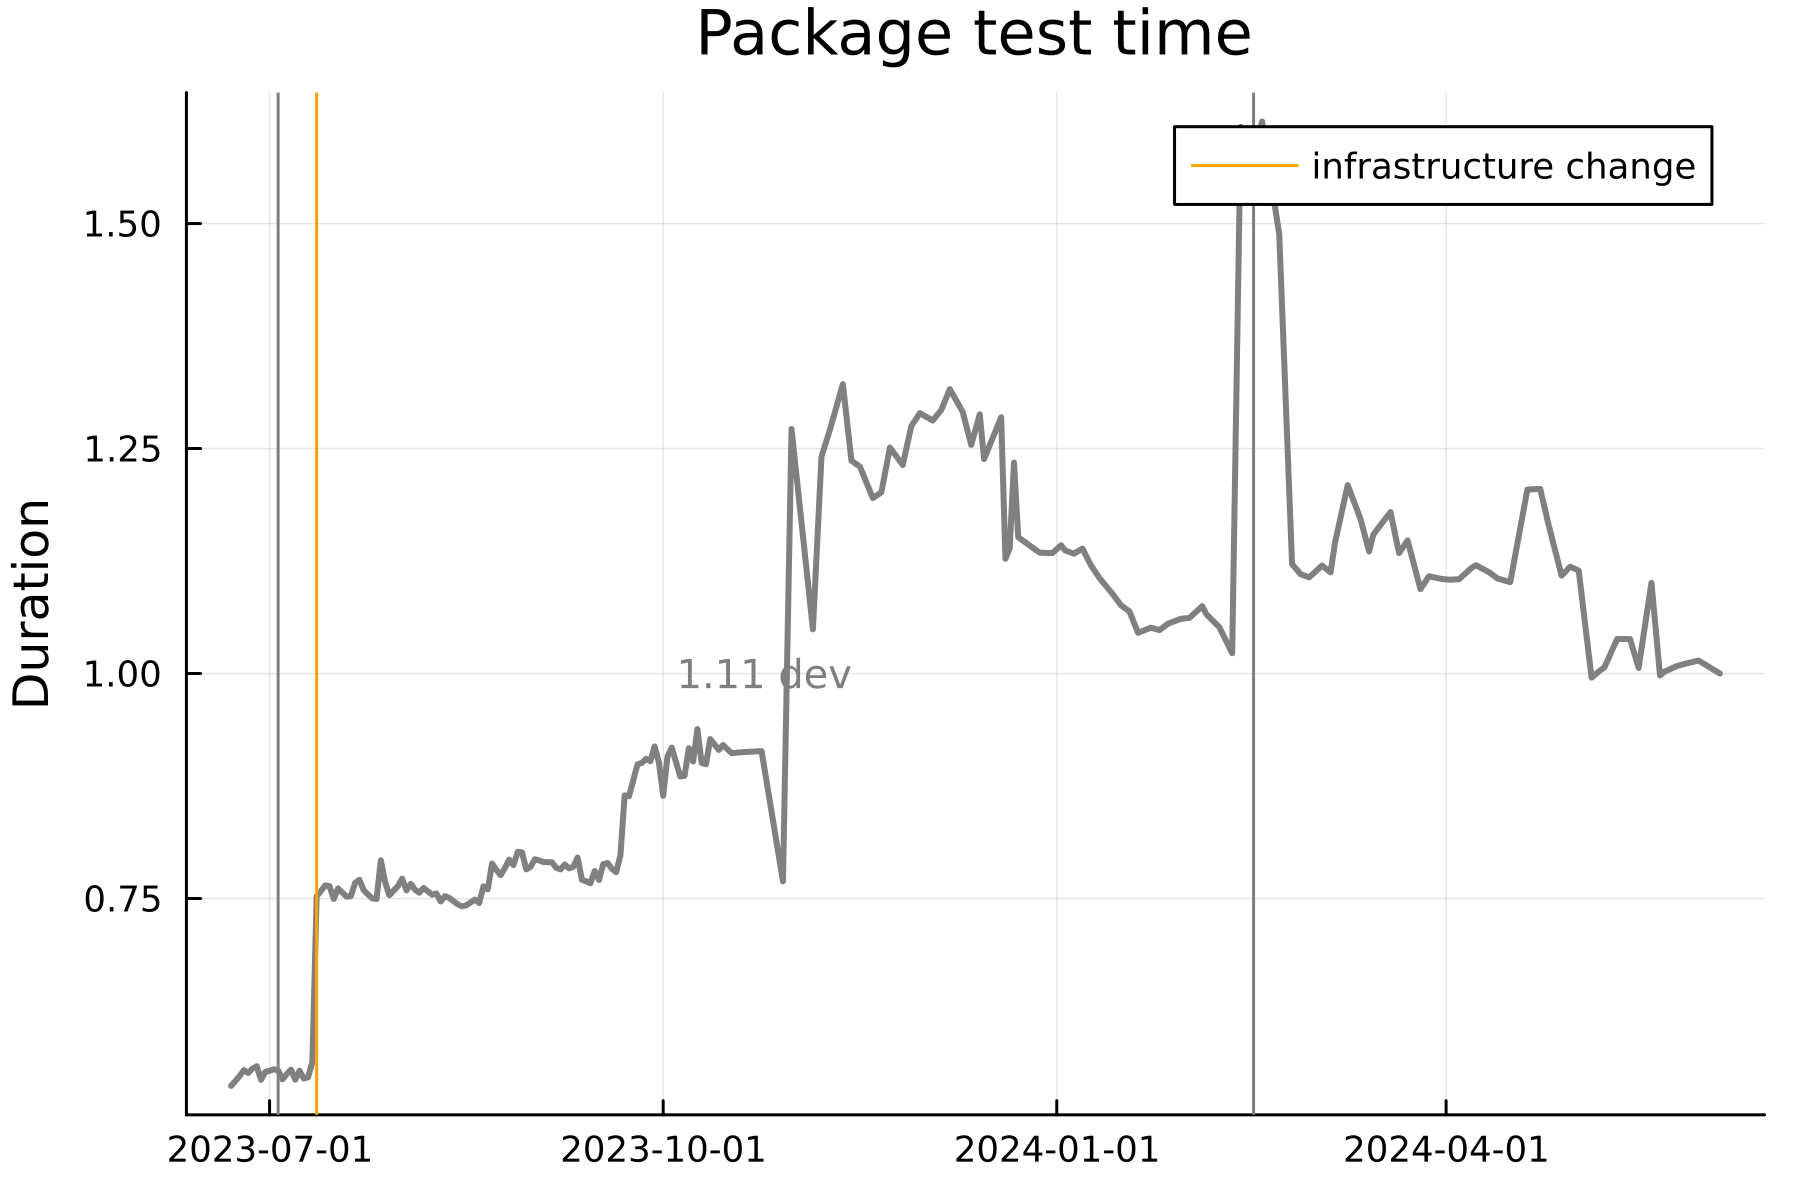 Package test time
infrastructure change
1.50
1.25
1.00
0.75
Duration
1.11 dev
2023-07-01
2023-10-01
2024-01-01
2024-04-01